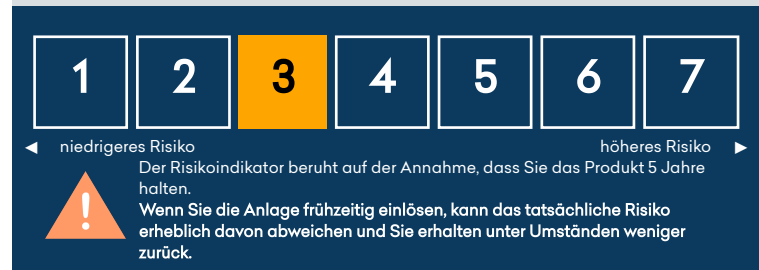 1 2 3 4 5 6 7
◄ niedrigeres Risiko höheres Risiko ►
Der Risikoindikator beruht auf der Annahme, dass Sie das Produkt 5 Jahre
halten.
Wenn Sie die Anlage frühzeitig einlösen, kann das tatsächliche Risiko
erheblich davon abweichen und Sie erhalten unter Umständen weniger
zurück.